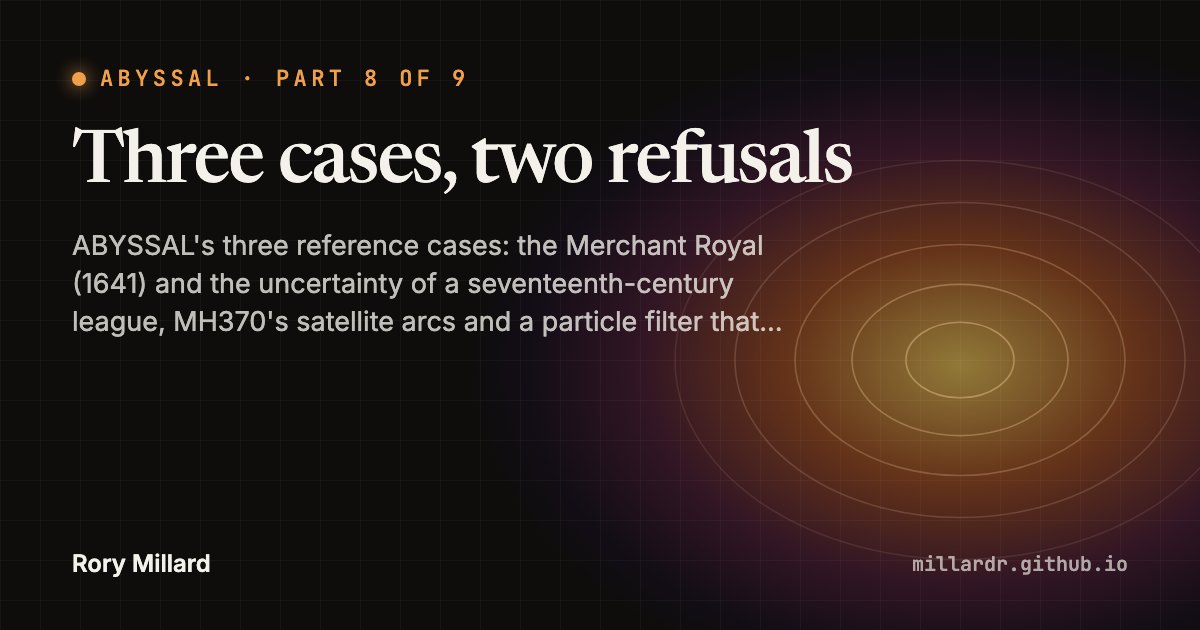 ABYSSAL · PART 8 OF 9
Three cases, two refusals
ABYSSAL's three reference cases: the Merchant Royal
(1641) and the uncertainty of a seventeenth-century
league, MH370's satellite arcs and a particle filter that...
Rory Millard
millardr.github.io